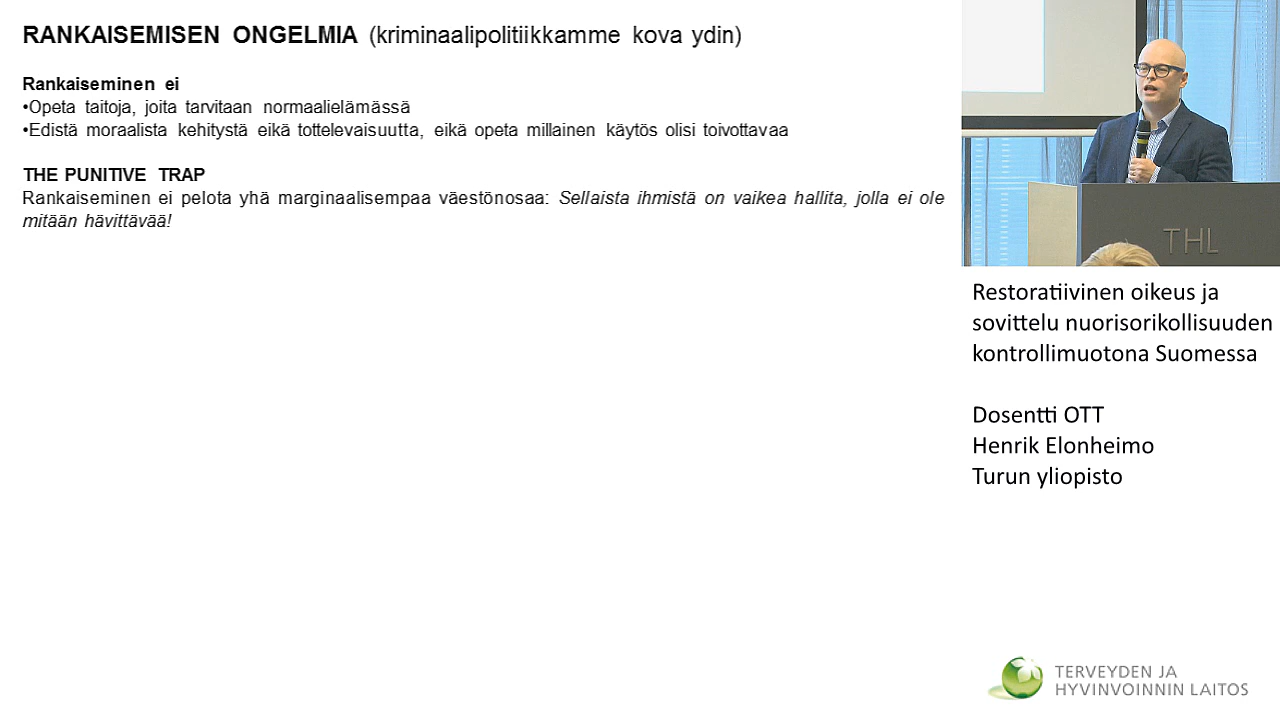 RANKAISEMISEN ONGELMIA (kriminaalipolitiikkamme kova ydin)
Rankaiseminen ei
•Opeta taitoja, joita tarvitaan normaalielämässä
•Edistä moraalista kehitystä eikä tottelevaisuutta, eikä opeta millainen käytös olisi toivottavaa
THE PUNITIVE TRAP
Rankaiseminen ei pelota yhä marginaalisempaa väestönosaa: Sellaista ihmistä on vaikea hallita, jolla ei ole
mitään hävittävää!
THL
Restoratiivinen oikeus ja
sovittelu nuorisorikollisuuden
kontrollimuotona Suomessa
Dosentti OTT
Henrik Elonheimo
Turun yliopisto
TERVEYDEN JA
HYVINVOINNIN LAITOS